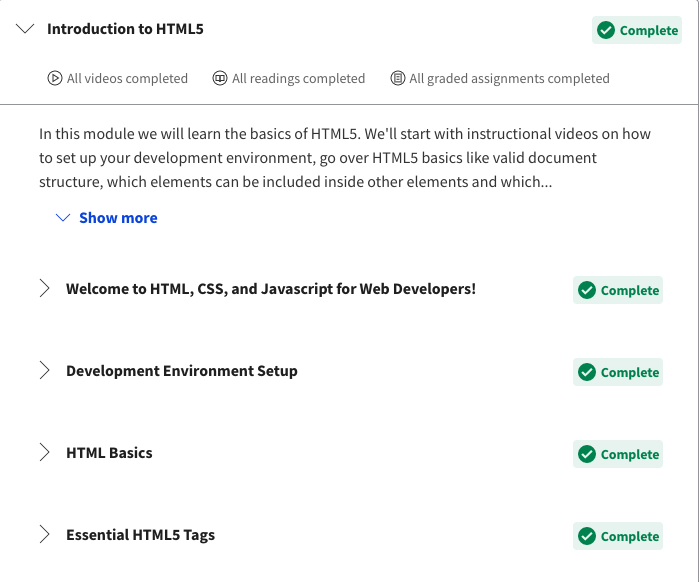 Introduction to HTML5
Complete
All videos completed
All readings completed
All graded assignments completed
In this module we will learn the basics of HTML5. We'll start with instructional videos on how
to set up your development environment, go over HTML5 basics like valid document
structure, which elements can be included inside other elements and which...
Show more
Welcome to HTML, CSS, and Javascript for Web Developers!
Complete
Development Environment Setup
Complete
HTML Basics
Complete
Essential HTML5 Tags
Complete